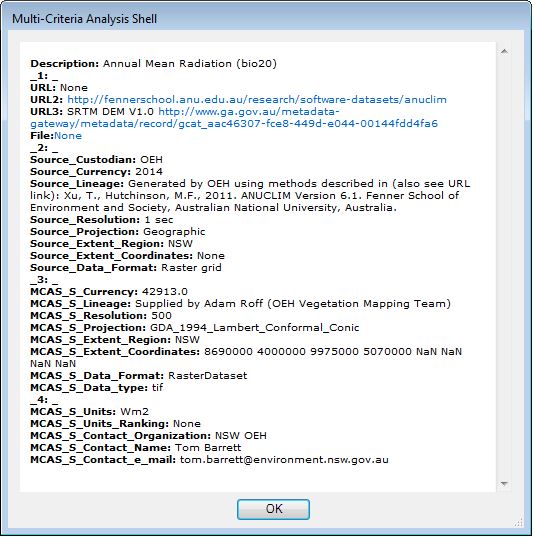 Multi-Criteria Analysis Shell
Description: Annual Mean Radiation (bio20)
_1: _
URL: None
URL2: http://fennerschool.anu.edu.au/research/software-datasets/anuclim
URL3: SRTM DEM V1.0 http://www.ga.gov.au/metadata-
gateway/metadata/record/gcat_aac46307-fce8-449d-e044-00144fdd4fa6
File:None
_2: _
Source_Custodian: OEH
Source_Currency: 2014
Source_Lineage: Generated by OEH using methods described in (also see URL
link): Xu, T., Hutchinson, M.F., 2011. ANUCLIM Version 6.1. Fenner School of
Environment and Society, Australian National University, Australia.
Source_Resolution: 1 sec
Source_Projection: Geographic
Source_Extent_Region: NSW
Source_Extent_Coordinates: None
Source_Data_Format: Raster grid
_3: _
MCAS_S_Currency: 42913.0
MCAS_S_Lineage: Supplied by Adam Roff (OEH Vegetation Mapping Team)
MCAS_S_Resolution: 500
MCAS_S_Projection: GDA_1994_Lambert_Conformal_Conic
MCAS_S_Extent_Region: NSW
MCAS_S_Extent_Coordinates: 8690000 4000000 9975000 5070000 NaN NaN
NaN NaN
MCAS_S_Data_Format: RasterDataset
MCAS_S_Data_type: tif
_4: _
MCAS_S_Units: Wm2
MCAS_S_Units_Ranking: None
MCAS_S_Contact_Organization: NSW OEH
MCAS_S_Contact_Name: Tom Barrett
MCAS_S_Contact_e_mail: tom.barrett@environment.nsw.gov.au
OK